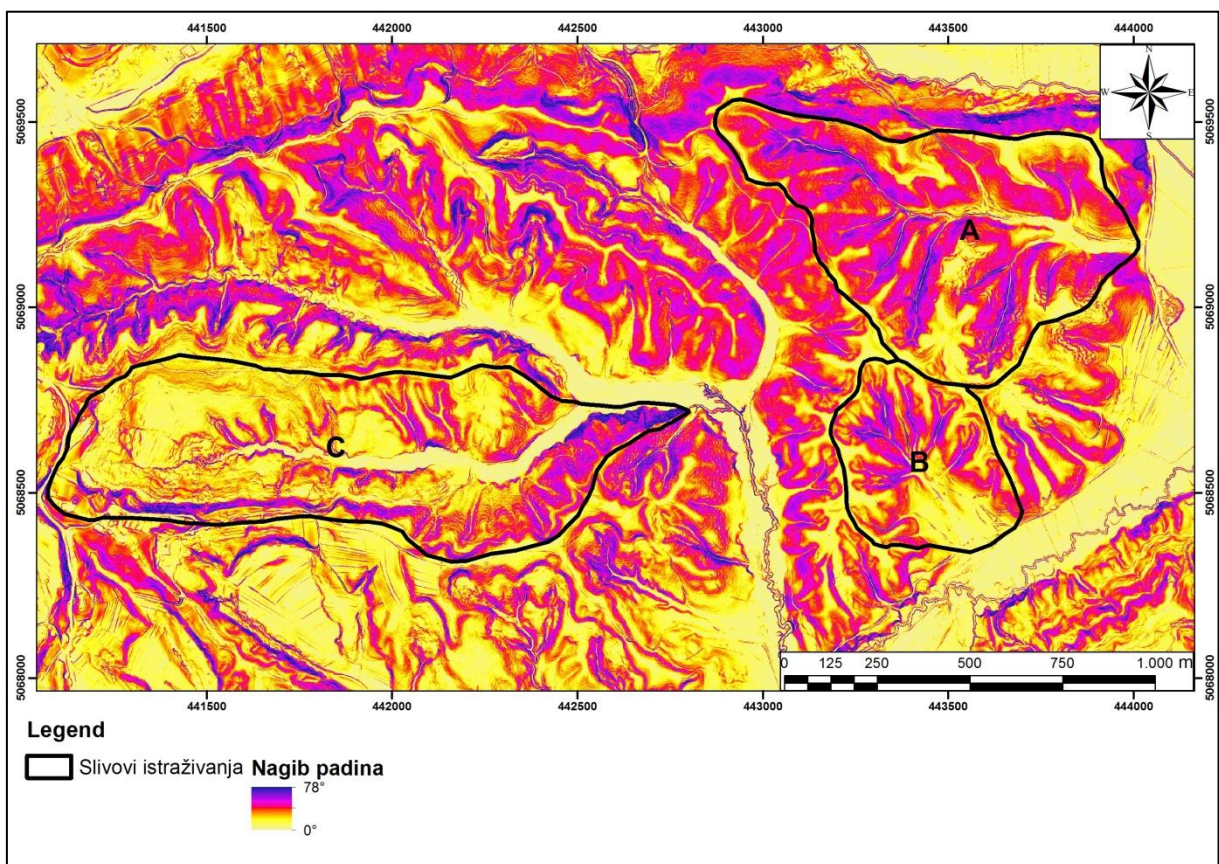 441500 442000 442500 443000 443500 444000
N
W E
S
5069500 5069500
A
5069000 5069000
C
B
5068500 5068500
0 125 250 500 750 1.000 m
5068000 5068000
441500 442000 442500 443000 443500 444000
Legend
Slivovi istraživanja Nagib padina
78°
0°